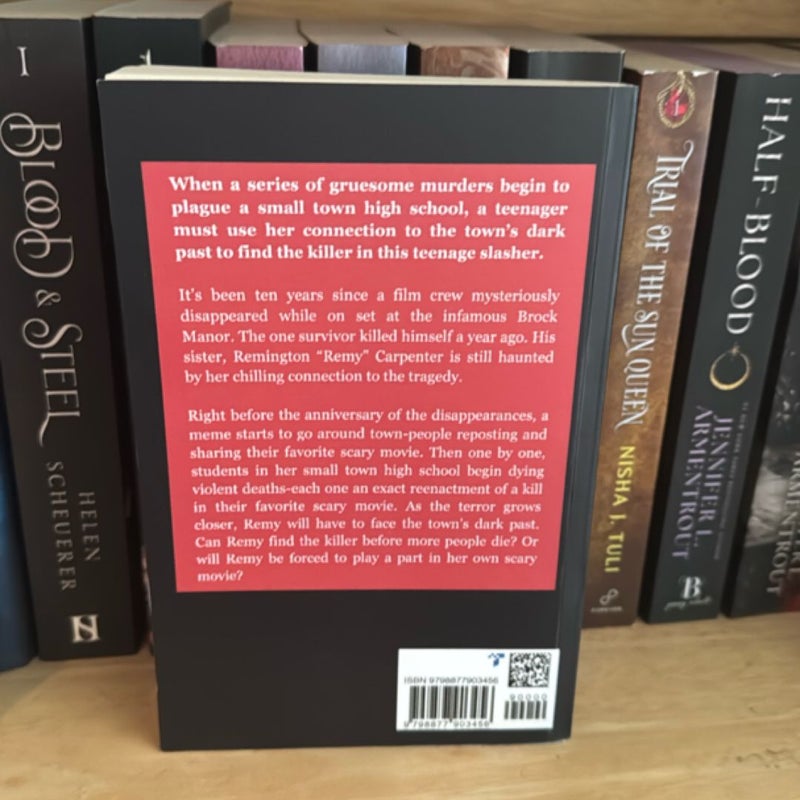 I
BLOOD & STEEL
HELEN
SCHEUERER
When a series of gruesome murders begin to
plague a small town high school, a teenager
must use her connection to the town's dark
past to find the killer in this teenage slasher.
It's been ten years since a film crew mysteriously
disappeared while on set at the infamous Brock
Manor. The one survivor killed himself a year ago. His
sister, Remington "Remy" Carpenter is still haunted
by her chilling connection to the tragedy.
Right before the anniversary of the disappearances, a
meme starts to go around town-people reposting and
sharing their favorite scary movie. Then one by one,
students in her small town high school begin dying
violent deaths-each one an exact reenactment of a kill
in their favorite scary movie. As the terror grows
closer, Remy will have to face the town's dark past.
Can Remy find the killer before more people die? Or
will Remy be forced to play a part in her own scary
movie?
ISBN 9798877903456
90000
9 798877 903456
1
TRIAL OF THE SUN QUEEN
NISHA J. TULI
HALF-BLOOD
JENNIFER L.
ARMENTROUT
B
ARMENTROUT